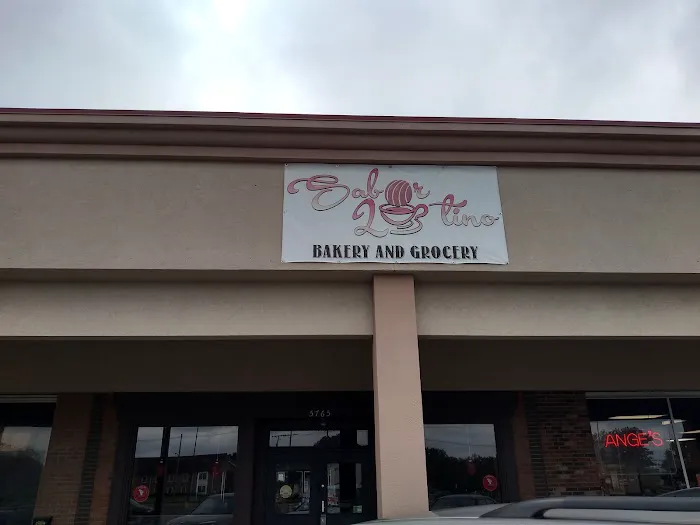 Sabor
Latino
BAKERY AND GROCERY
5765
ANGE'S